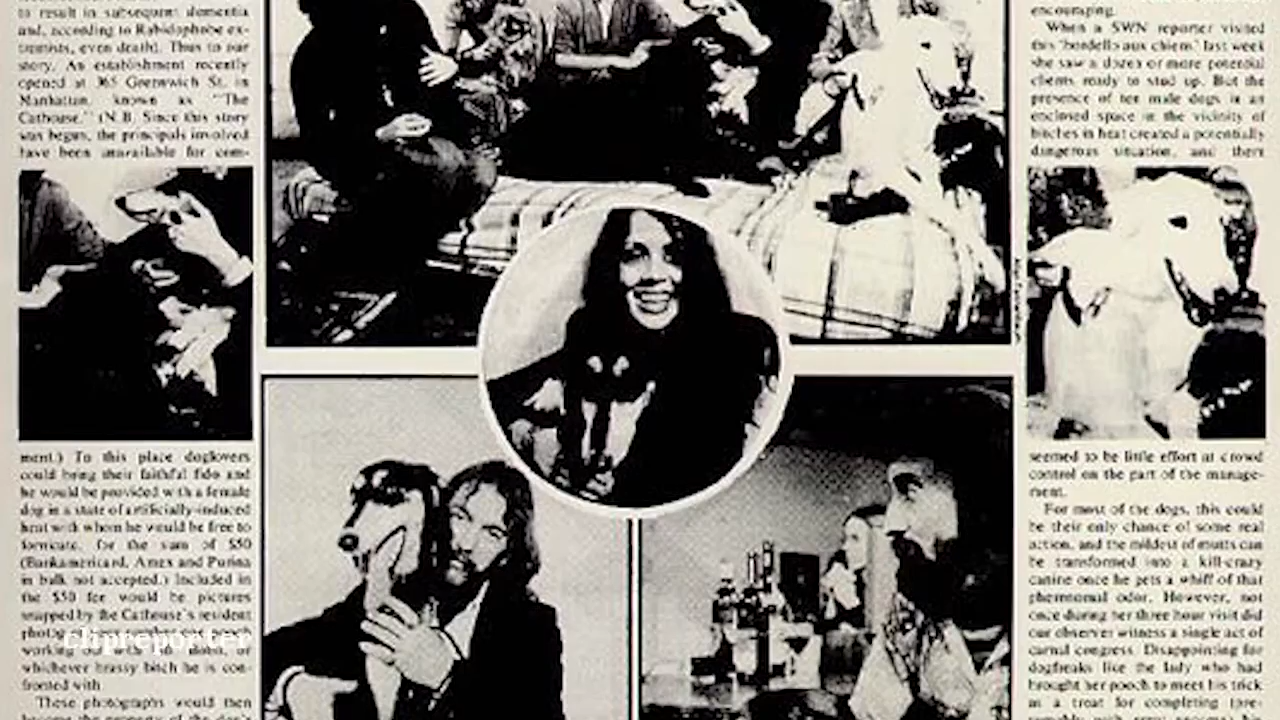 to result in subsequent dementia
and, according to Rabidophobe ex-
tremists, even death). Thus to our
story. An establishment recently
opened at 365 Greenwich St. in
Manhattan, known as "The
Cathouse." (N.B. Since this story
was begun, the principals involved
have been unavailable for com-
ment.) To this place doglovers
could bring their faithful fido and
he would be provided with a female
dog in a state of artificially-induced
heat with whom he would be free to
fornicate, for the sum of $50
(Bankamericard, Amex and Purina
in bulk not accepted.) Included in
the $50 fee would be pictures
snapped by the Cathouse's resident
working out with
whichever brassy bitch he is con-
fronted with
These photographs would then
become the property of the dog's
clipreporter
encouraging.
When a SWN reporter visited
this "bordello aux chiens" last week
she saw a dozen or more potential
clients ready to stud up. But the
presence of ten male dogs in an
enclosed space in the vicinity of
bitches in heat created a potentially
dangerous situation, and there
seemed to be little effort at crowd
control on the part of the manage-
ment.
For most of the dogs, this could
be their only chance of some real
action, and the mildest of mutts can
be transformed into a kill-crazy
canine once he gets a whiff of that
phermonal odor. However, not
once during her three hour visit did
our observer witness a single act of
carnal congress. Disappointing for
dogfreaks like the lady who had
brought her pooch to meet his trick
as a treat for completing